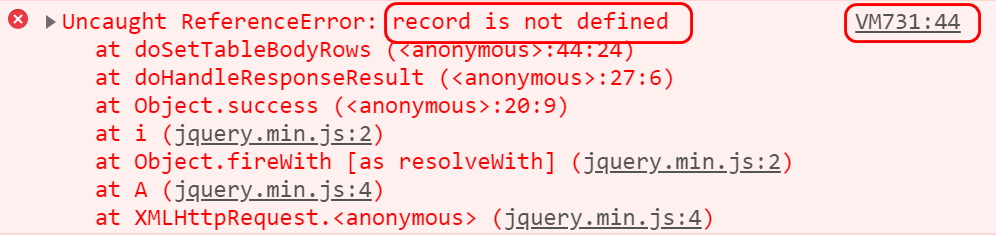 Uncaught ReferenceError: record is not defined VM731:44
at doSetTableBodyRows (<anonymous>:44:24)
at doHandleResponseResult (<anonymous>:27:6)
at Object.success (<anonymous>:20:9)
at i (jquery.min.js:2)
at Object.fireWith [as resolveWith] (jquery.min.js:2)
at A (jquery.min.js:4)
at XMLHttpRequest.<anonymous> (jquery.min.js:4)